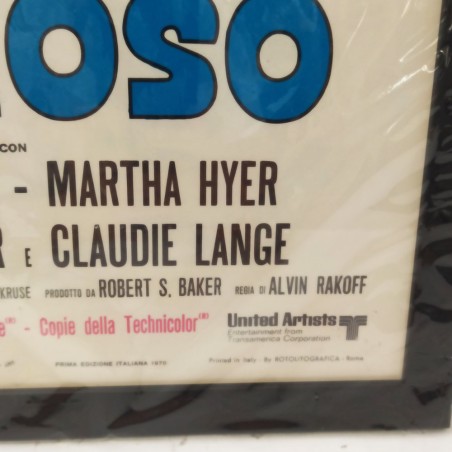 OSO
CON
- MARTHA HYER
R E CLAUDIE LANGE
KRUSE PRODOTTO DA ROBERT S. BAKER REGIA DI ALVIN RAKOFF
e - Copie della Technicolor
United Artists
Entertainment from
Transamerica Corporation
PRIMA EDIZIONE ITALIANA 1970
Printed in Italy - By ROTOLITOGRAFICA - Roma